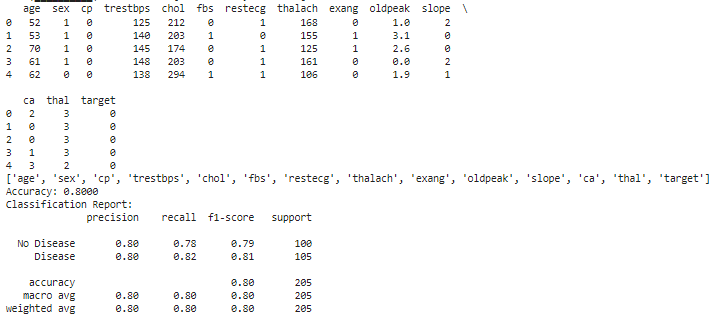 age  sex  cp  trestbps  chol  fbs  restecg  thalach  exang  oldpeak  slope  \
0   52    1   0       125   212    0        1      168      0      1.0      2
1   53    1   0       140   203    1        0      155      1      3.1      0
2   70    1   0       145   174    0        1      125      1      2.6      0
3   61    1   0       148   203    0        1      161      0      0.0      2
4   62    0   0       138   294    1        1      106      0      1.9      1
   ca  thal  target
0   2     3       0
1   0     3       0
2   0     3       0
3   1     3       0
4   3     2       0
['age', 'sex', 'cp', 'trestbps', 'chol', 'fbs', 'restecg', 'thalach', 'exang', 'oldpeak', 'slope', 'ca', 'thal', 'target']
Accuracy: 0.8000
Classification Report:
              precision    recall  f1-score   support
  No Disease       0.80      0.78      0.79       100
     Disease       0.80      0.82      0.81       105
    accuracy                           0.80       205
   macro avg       0.80      0.80      0.80       205
weighted avg       0.80      0.80      0.80       205